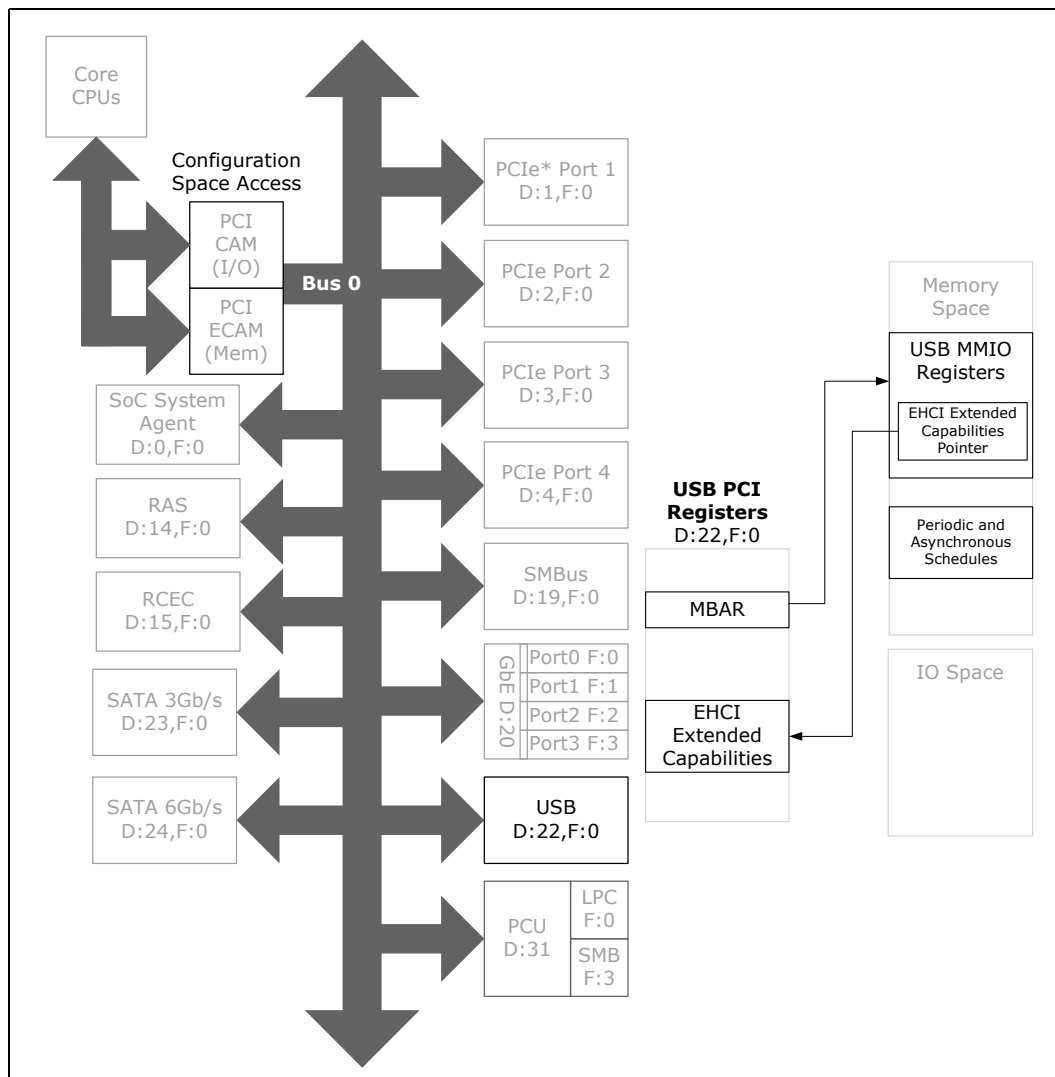 Core
CPUs
Configuration
Space Access
PCI
CAM
(I/O)
PCI
ECAM
(Mem)
Bus 0
SoC System
Agent
D:0,F:0
RAS
D:14,F:0
RCEC
D:15,F:0
SATA 3Gb/s
D:23,F:0
SATA 6Gb/s
D:24,F:0
PCIe* Port 1
D:1,F:0
PCIe Port 2
D:2,F:0
PCIe Port 3
D:3,F:0
PCIe Port 4
D:4,F:0
SMBus
D:19,F:0
GbE D:20
Port0 F:0
Port1 F:1
Port2 F:2
Port3 F:3
USB
D:22,F:0
PCU
D:31
LPC
F:0
SMB
F:3
USB PCI
Registers
D:22,F:0
MBAR
EHCI
Extended
Capabilities
Memory
Space
USB MMIO
Registers
EHCI Extended
Capabilities
Pointer
Periodic and
Asynchronous
Schedules
IO Space